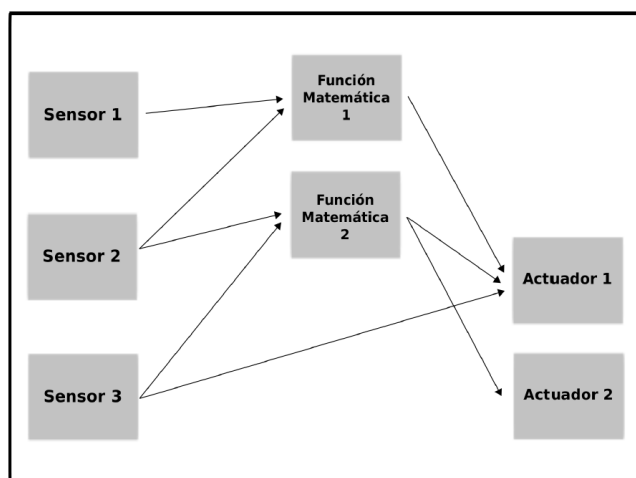 Sensor 1
Función
Matemática
1
Sensor 2
Función
Matemática
2
Actuador 1
Sensor 3
Actuador 2